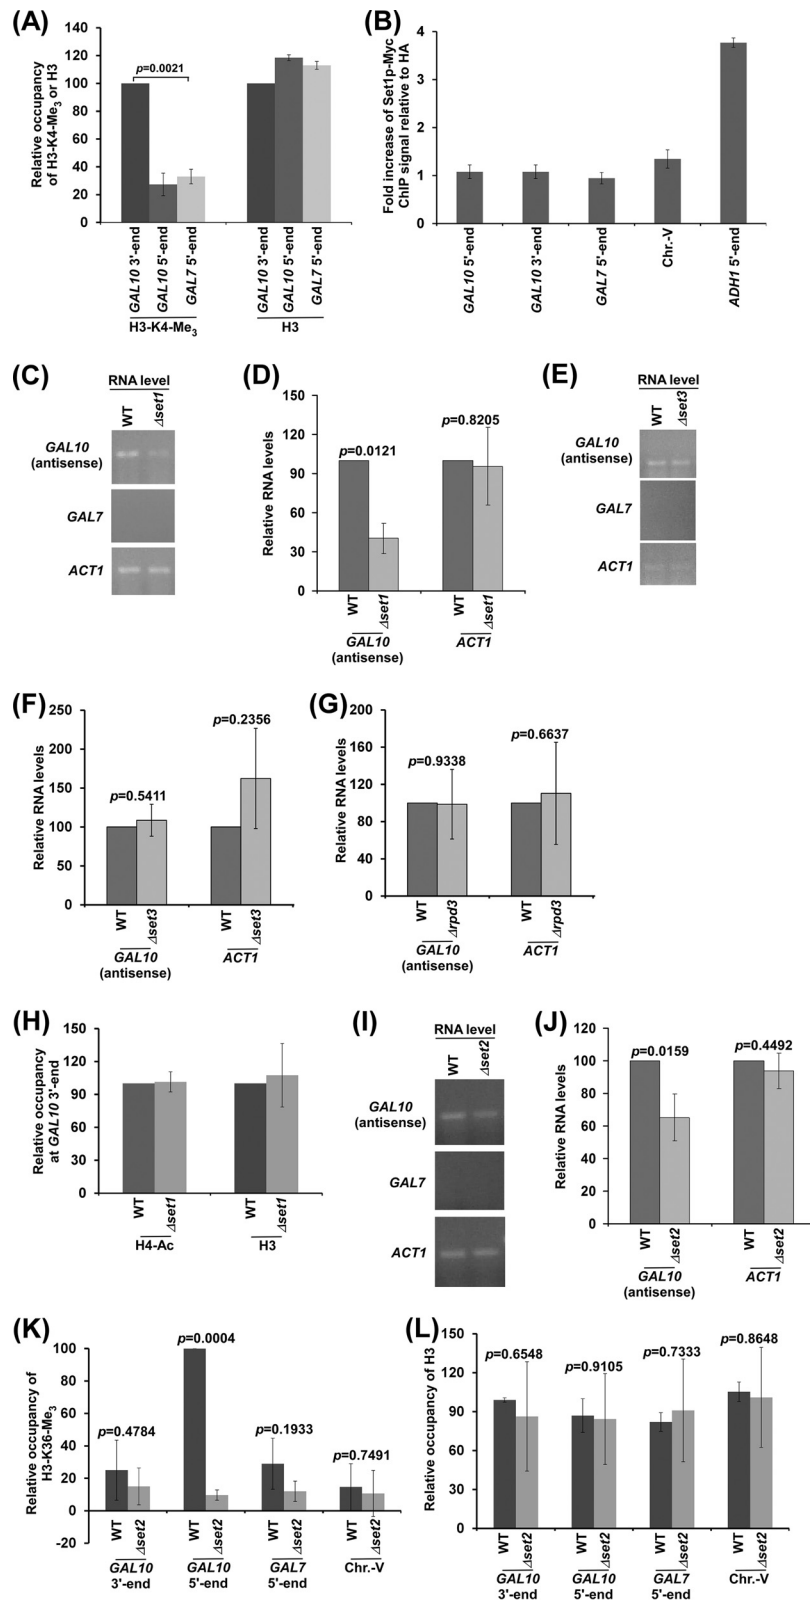 (A)
Relative occupancy
of H3-K4-Me3 or H3
140
120
100
80
60
40
20
0
p=0.0021
GAL10 3'-end
GAL10 5'-end
GAL7 5'-end
GAL10 3'-end
GAL10 5'-end
GAL7 5'-end
H3-K4-Me3
H3
(B)
Fold increase of Set1p-Myc
ChIP signal relative to HA
4
3
2
1
0
GAL10 5'-end
GAL10 3'-end
GAL7 5'-end
Chr.-V
ADH1 5'-end
(C)
RNA level
WT
Δset1
GAL10
(antisense)
GAL7
ACT1
(D)
Relative RNA levels
150
120
90
60
30
0
p=0.0121
p=0.8205
WT
Δset1
WT
Δset1
GAL10
(antisense)
ACT1
(E)
RNA level
WT
Δset3
GAL10
(antisense)
GAL7
ACT1
(F)
Relative RNA levels
250
200
150
100
50
0
p=0.5411
p=0.2356
WT
Δset3
WT
Δset3
GAL10
(antisense)
ACT1
(G)
Relative RNA levels
200
160
120
80
40
0
p=0.9338
p=0.6637
WT
Δrpd3
WT
Δrpd3
GAL10
(antisense)
ACT1
(H)
Relative occupancy
at GAL10 3'-end
150
120
90
60
30
0
WT
Δset1
WT
Δset1
H4-Ac
H3
(I)
RNA level
WT
Δset2
GAL10
(antisense)
GAL7
ACT1
(J)
Relative RNA levels
120
100
80
60
40
20
0
p=0.0159
p=0.4492
WT
Δset2
WT
Δset2
GAL10
(antisense)
ACT1
(K)
Relative occupancy of
H3-K36-Me3
100
80
60
40
20
0
-20
p=0.4784
p=0.0004
p=0.1933
p=0.7491
WT
Δset2
WT
Δset2
WT
Δset2
WT
Δset2
GAL10
3'-end
GAL10
5'-end
GAL7
5'-end
Chr.-V
(L)
Relative occupancy of H3
150
120
90
60
30
0
p=0.6548
p=0.9105
p=0.7333
p=0.8648
WT
Δset2
WT
Δset2
WT
Δset2
WT
Δset2
GAL10
3'-end
GAL10
5'-end
GAL7
5'-end
Chr.-V